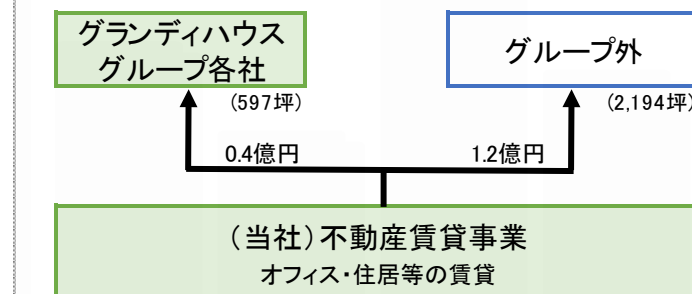 グランディハウス
グループ各社
グループ外
(597坪)
(2,194坪)
0.4億円
1.2億円
(当社)不動産賃貸事業
オフィス・住居等の賃貸